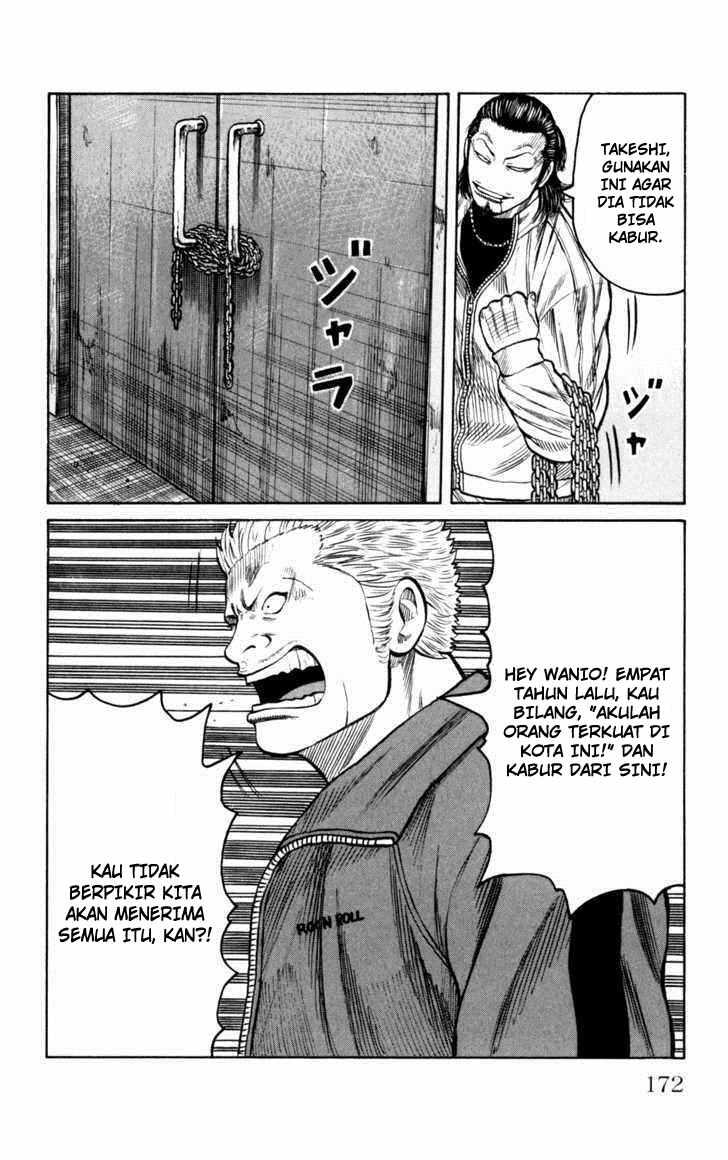 TAKESHI,
GUNAKAN
INI AGAR
DIA TIDAK
BISA
KABUR.
ジャ
ジャラ
HEY WANIO! EMPAT
TAHUN LALU, KAU
BILANG, "AKULAH
ORANG TERKUAT DI
KOTA INI!" DAN
KABUR DARI SINI!
KAU TIDAK
BERPIKIR KITA
AKAN MENERIMA
SEMUA ITU, KAN?!
ROC'N ROLL
172